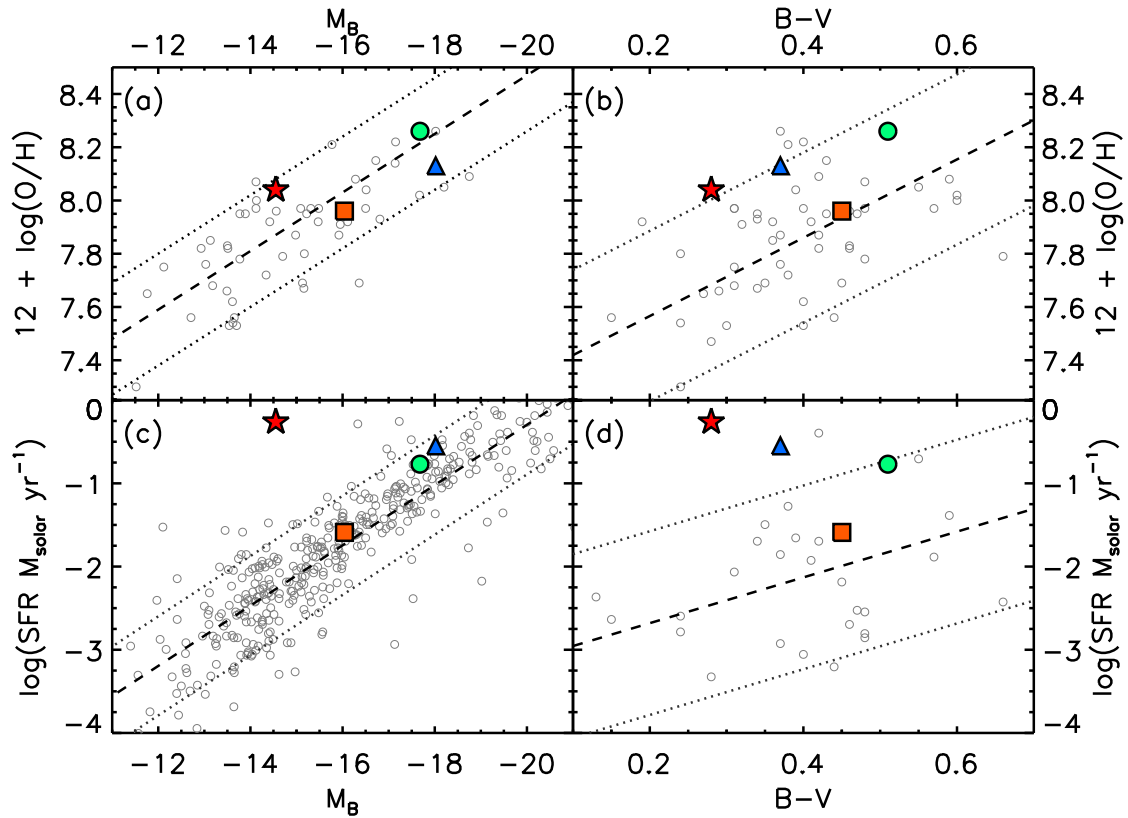 M_B B−V
−12 −14 −16 −18 −20 0.2 0.4 0.6
(a) (b)
8.4 8.4
8.2 8.2
8.0 8.0
7.8 7.8
7.6 7.6
7.4 7.4
12 + log(O/H) 12 + log(O/H)
(c) (d)
0 0
−1 −1
−2 −2
−3 −3
−4 −4
log(SFR M_solar yr⁻¹) log(SFR M_solar yr⁻¹)
−12 −14 −16 −18 −20 0.2 0.4 0.6
M_B B−V